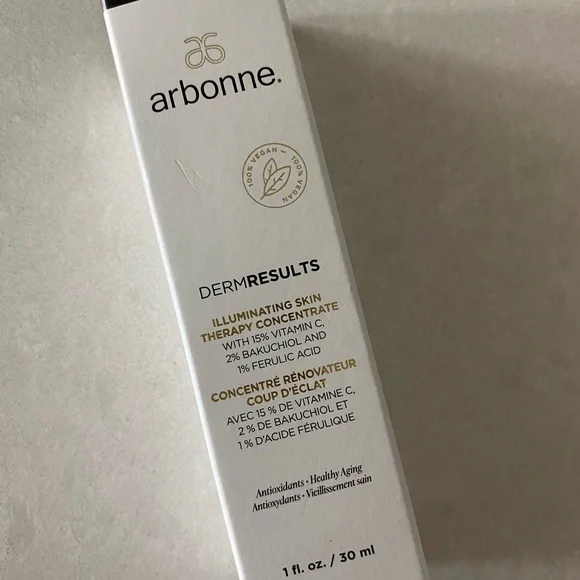 arbonne®
100% VEGAN – 100% VEGAN
DERMRESULTS
ILLUMINATING SKIN
THERAPY CONCENTRATE
WITH 15% VITAMIN C,
2% BAKUCHIOL AND
1% FERULIC ACID
CONCENTRÉ RÉNOVATEUR
COUP D'ÉCLAT
AVEC 15 % DE VITAMINE C,
2 % DE BAKUCHIOL ET
1 % D'ACIDE FÉRULIQUE
Antioxidants • Healthy Aging
Antioxydants • Vieillissement sain
1 fl. oz. / 30 ml